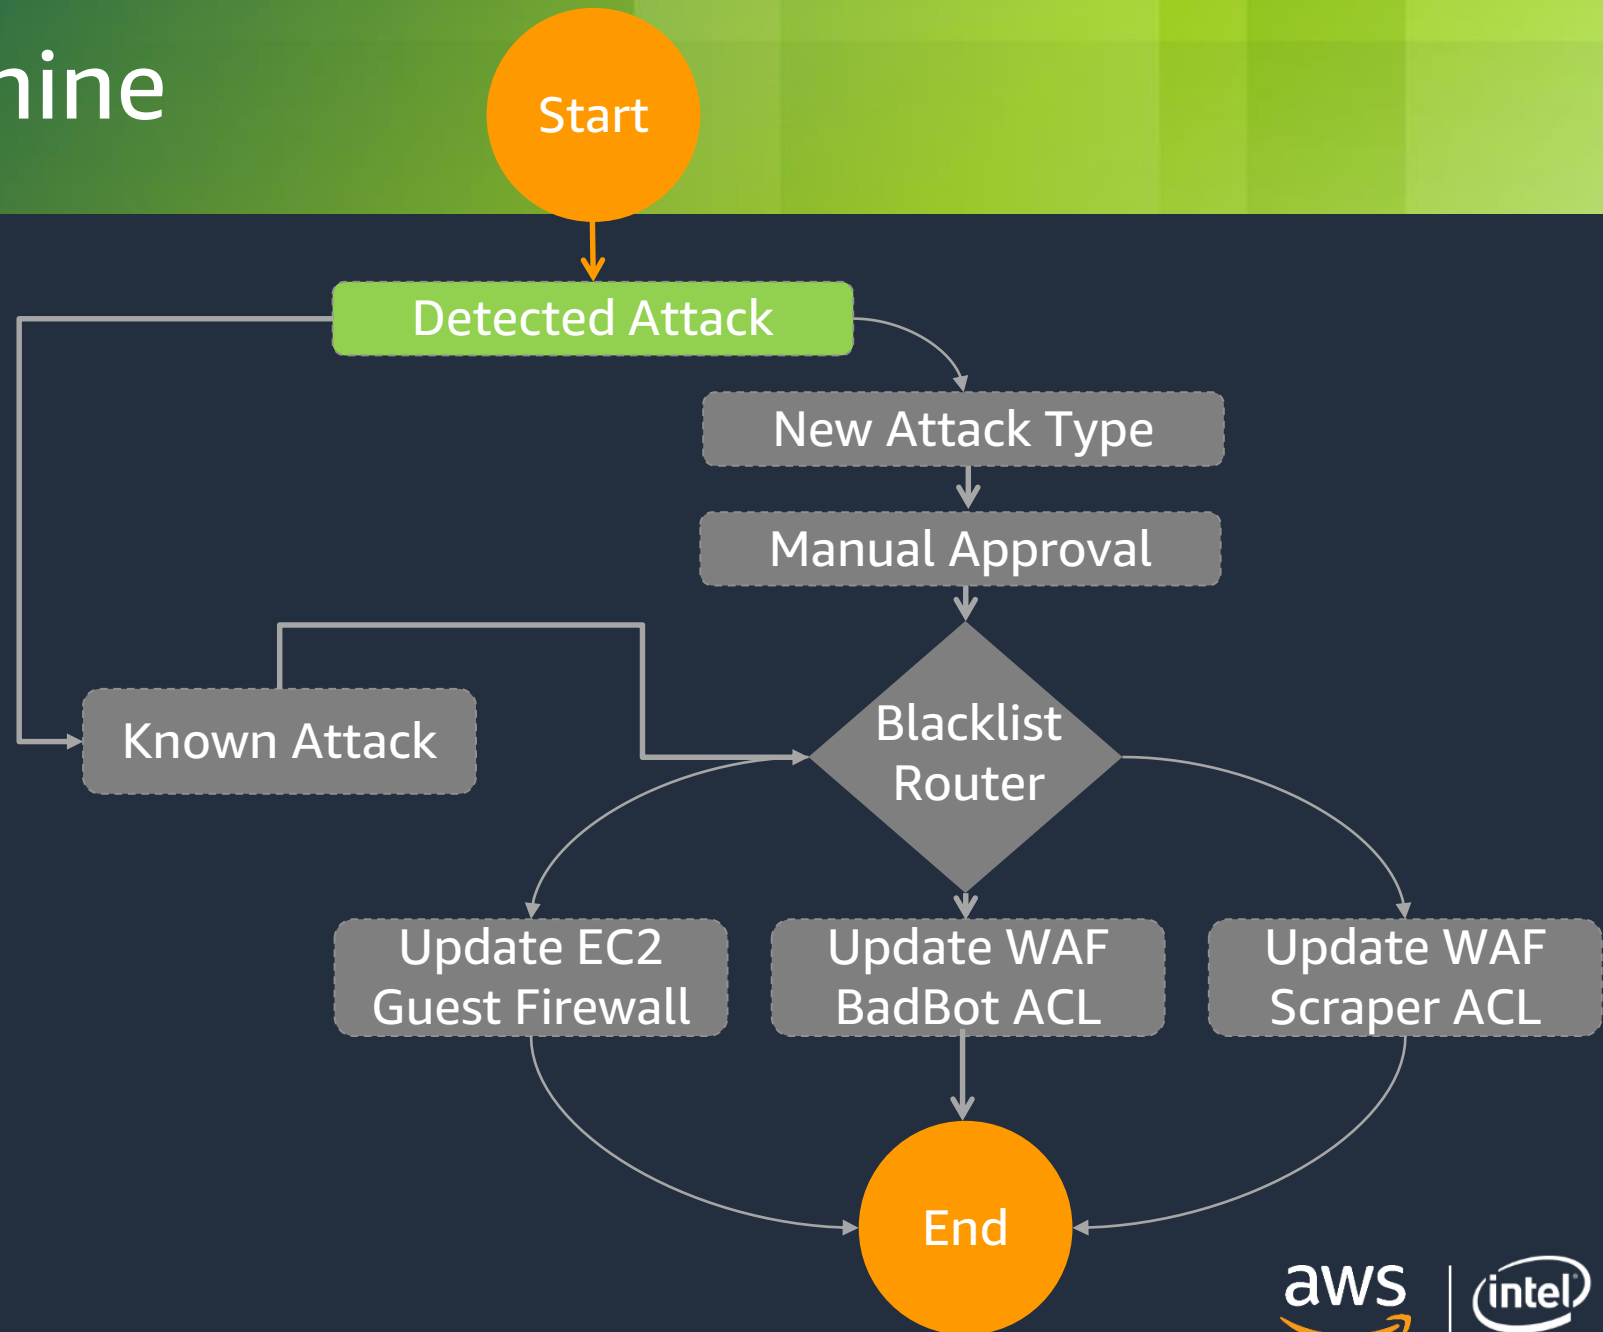 Start
Detected Attack
New Attack Type
Manual Approval
Known Attack
Blacklist
Router
Update EC2
Guest Firewall
Update WAF
BadBot ACL
Update WAF
Scraper ACL
End
aws
intel